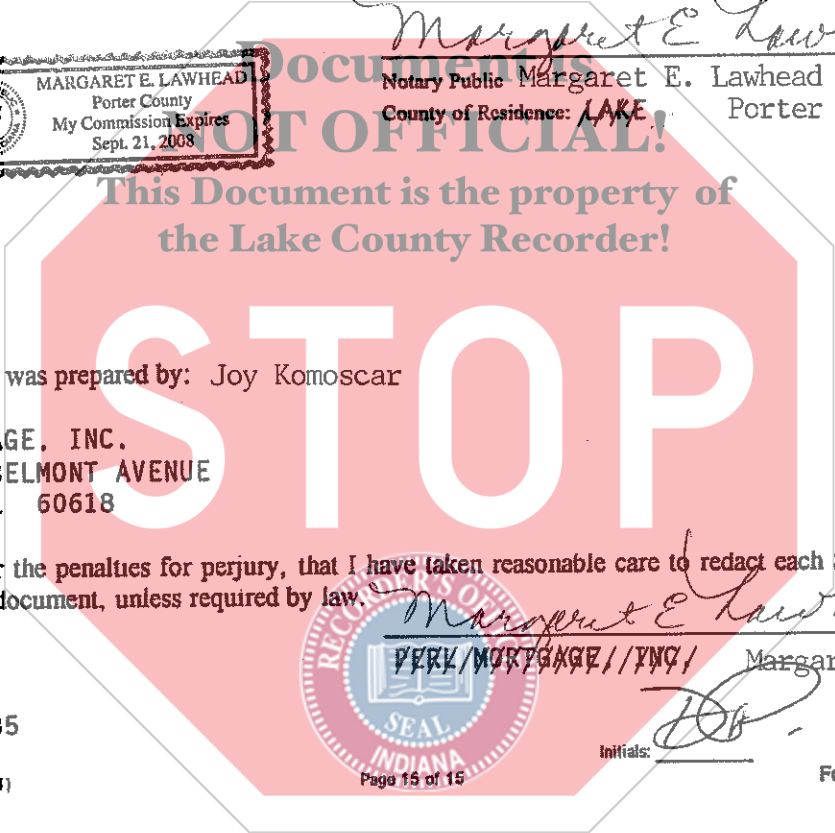 Margaret E Law
Document is
NOT OFFICIAL!
This Document is the property of
the Lake County Recorder!
MARGARET E. LAWHEAD
Porter County
My Commission Expires
Sept. 21, 2008
Notary Public Margaret E. Lawhead
County of Residence: LAKE Porter
STOP
was prepared by: Joy Komoscar
GE, INC.
ELMONT AVENUE
60618
the penalties for perjury, that I have taken reasonable care to redact each
document, unless required by law.
Margaret E Law
PERL/MORTGAGE,/INC/ Margar
RECORDER'S OFFICE
SEAL
INDIANA
Initials:
Page 15 of 15